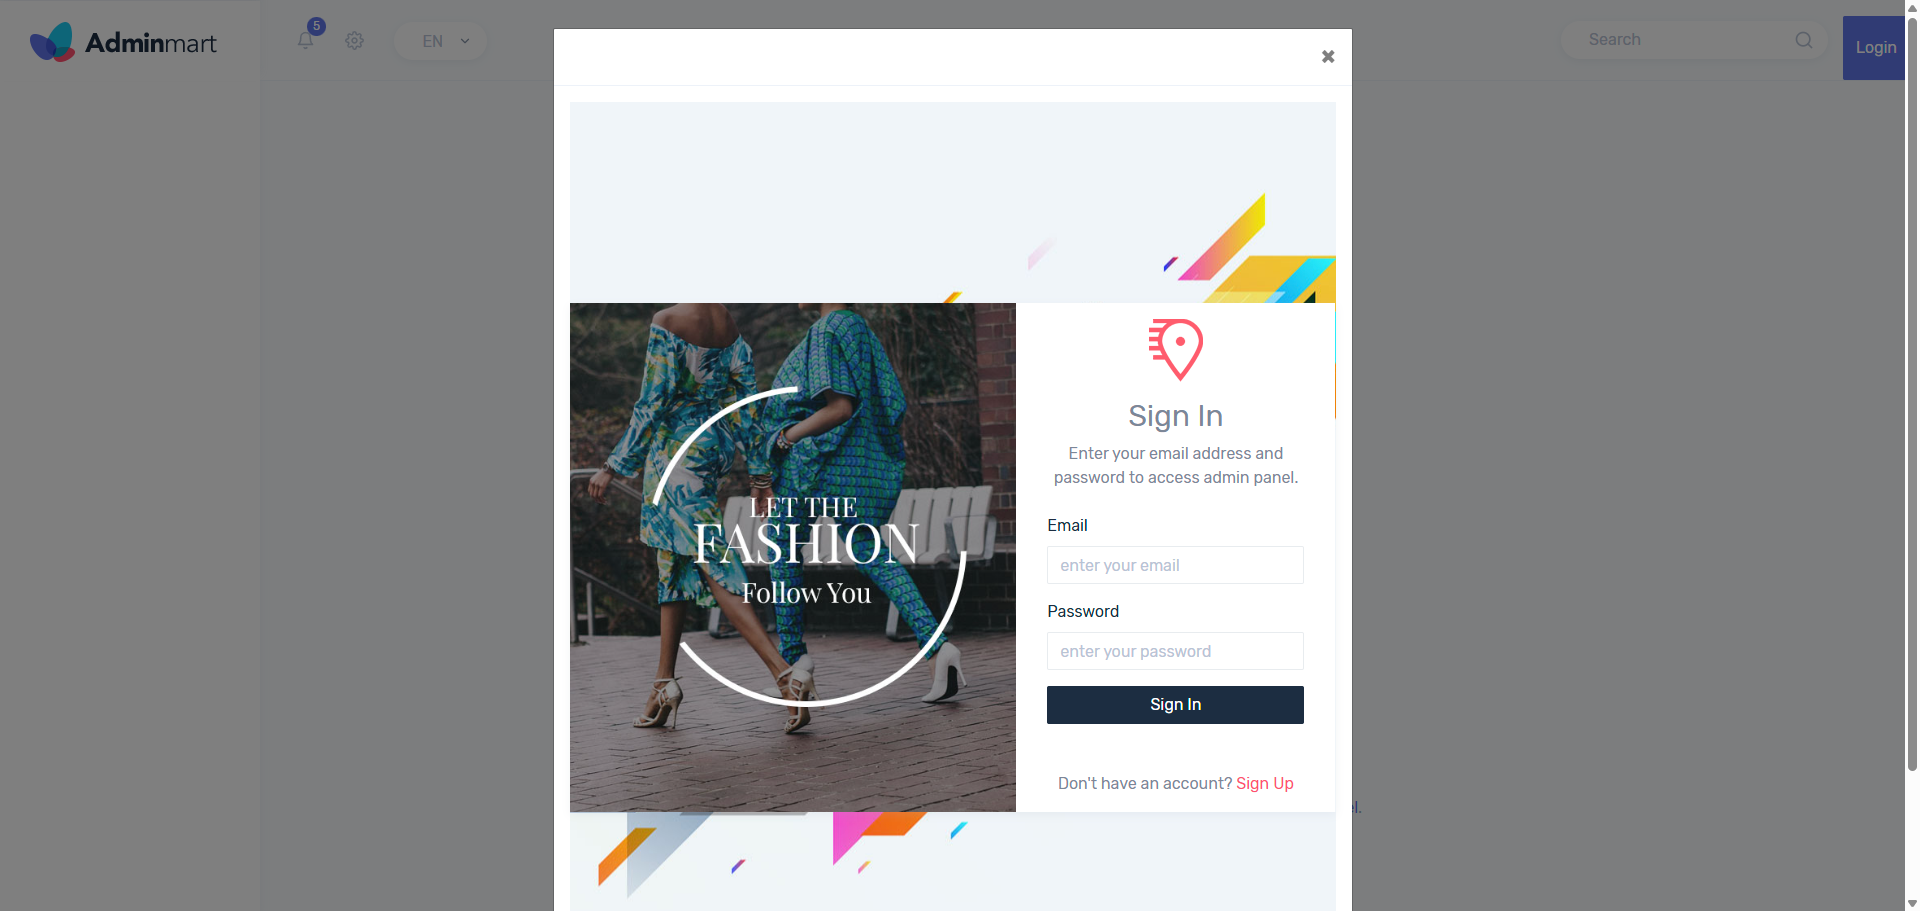 Adminmart
5
EN
Search
Login
✖
LET THE
FASHION
Follow You
Sign In
Enter your email address and
password to access admin panel.
Email
enter your email
Password
enter your password
Sign In
Don't have an account? Sign Up
el.